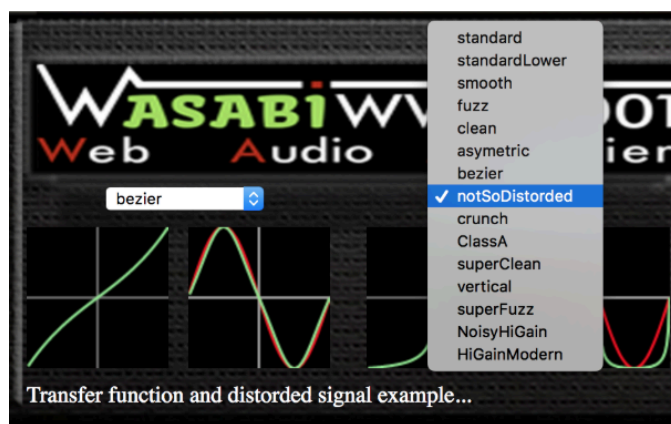 standard
standardLower
smooth
fuzz
clean
asymetric
bezier
✓ notSoDistorded
crunch
ClassA
superClean
vertical
superFuzz
NoisyHiGain
HiGainModern
WASABI
Web Audio
bezier
Transfer function and distorded signal example...